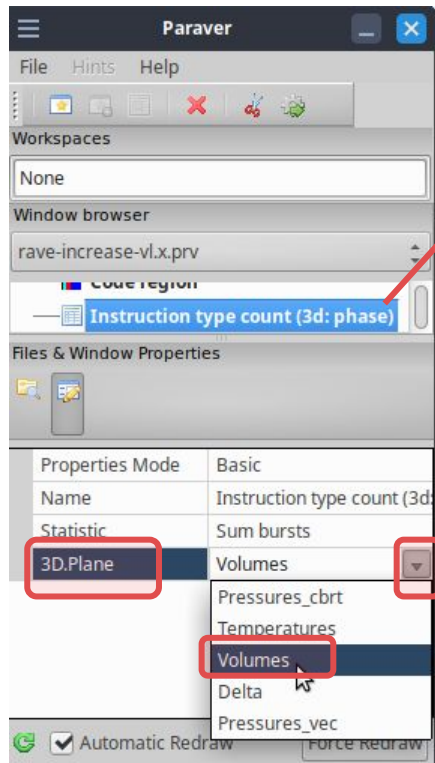 Paraver
File Hints Help
Workspaces
None
Window browser
rave-increase-vl.x.prv
Code region
Instruction type count (3d: phase)
Files & Window Properties
Properties Mode Basic
Name Instruction type count (3d:
Statistic Sum bursts
3D.Plane Volumes
Pressures_cbrt
Temperatures
Volumes
Delta
Pressures_vec
Automatic Redraw Force Redraw